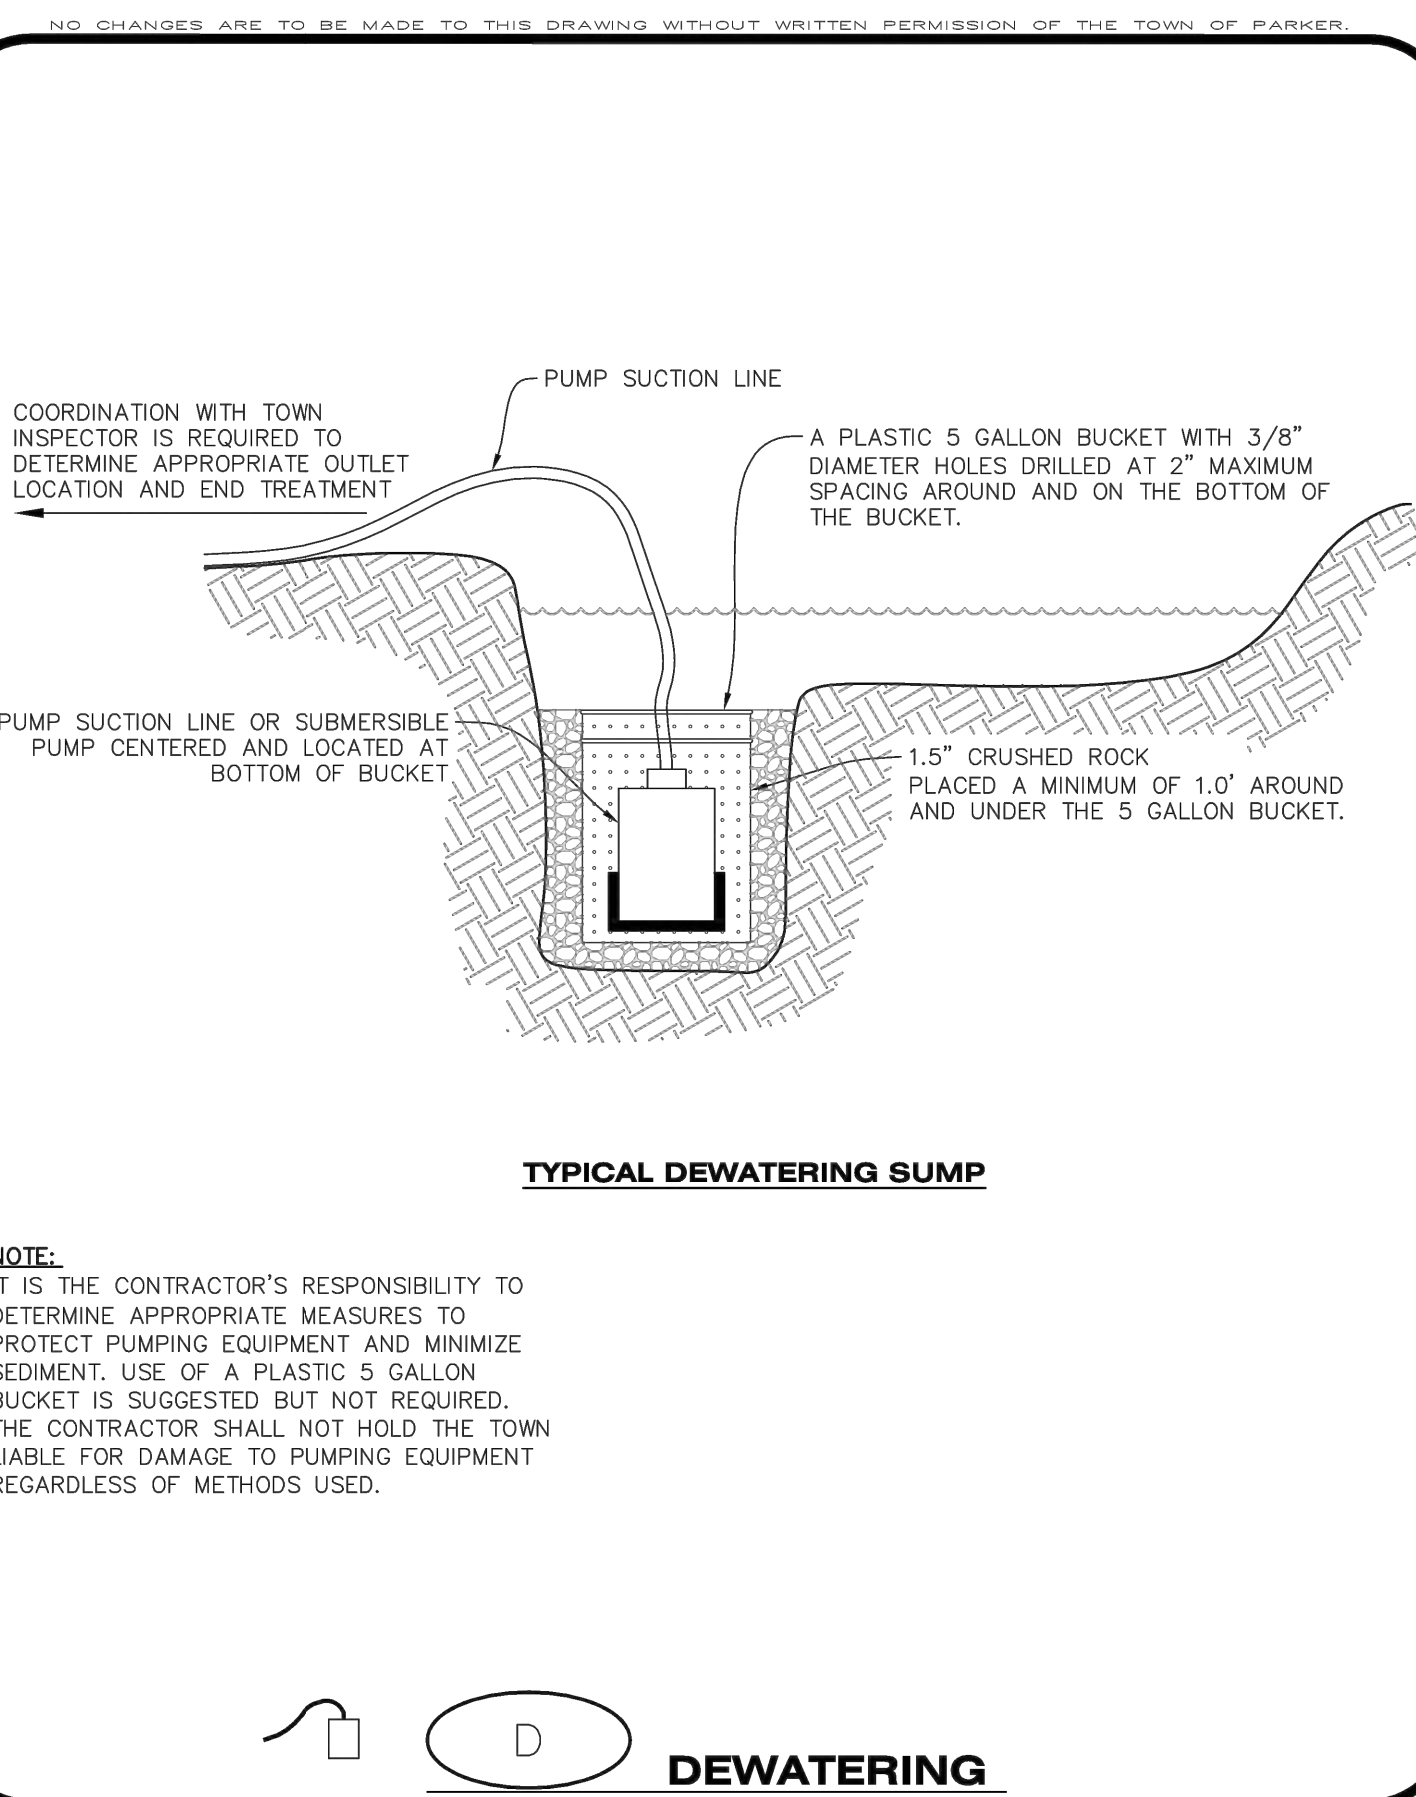 NO CHANGES ARE TO BE MADE TO THIS DRAWING WITHOUT WRITTEN PERMISSION OF THE TOWN OF PARKER.
PUMP SUCTION LINE
COORDINATION WITH TOWN
INSPECTOR IS REQUIRED TO
DETERMINE APPROPRIATE OUTLET
LOCATION AND END TREATMENT
A PLASTIC 5 GALLON BUCKET WITH 3/8”
DIAMETER HOLES DRILLED AT 2” MAXIMUM
SPACING AROUND AND ON THE BOTTOM OF
THE BUCKET.
PUMP SUCTION LINE OR SUBMERSIBLE
PUMP CENTERED AND LOCATED AT
BOTTOM OF BUCKET
1.5” CRUSHED ROCK
PLACED A MINIMUM OF 1.0’ AROUND
AND UNDER THE 5 GALLON BUCKET.
TYPICAL DEWATERING SUMP
NOTE:
IT IS THE CONTRACTOR’S RESPONSIBILITY TO
DETERMINE APPROPRIATE MEASURES TO
PROTECT PUMPING EQUIPMENT AND MINIMIZE
SEDIMENT. USE OF A PLASTIC 5 GALLON
BUCKET IS SUGGESTED BUT NOT REQUIRED.
THE CONTRACTOR SHALL NOT HOLD THE TOWN
LIABLE FOR DAMAGE TO PUMPING EQUIPMENT
REGARDLESS OF METHODS USED.
D
DEWATERING